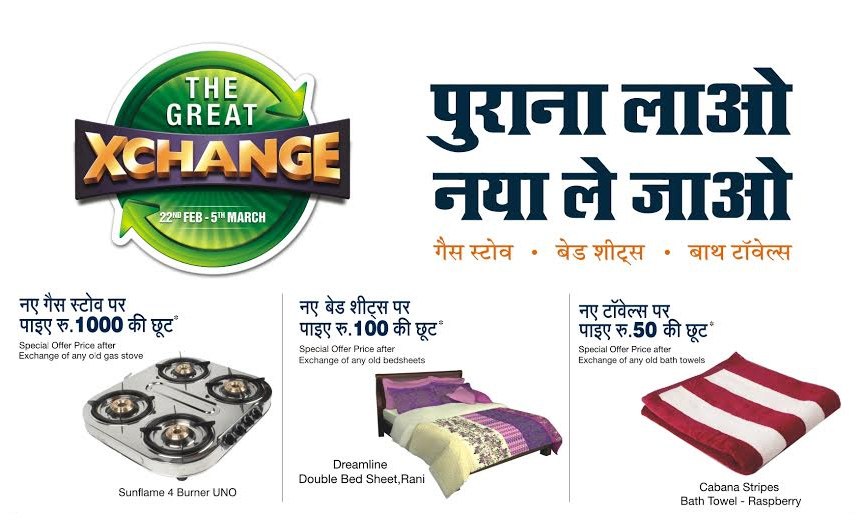 THE
GREAT
XCHANGE
22ND FEB - 5TH MARCH
पुराना लाओ
नया ले जाओ
गैस स्टोव • बेड शीट्स • बाथ टॉवेल्स
नए गैस स्टोव पर
पाइए रु.1000 की छूट*
Special Offer Price after
Exchange of any old gas stove
Sunflame 4 Burner UNO
नए बेड शीट्स पर
पाइए रु.100 की छूट*
Special Offer Price after
Exchange of any old bedsheets
Dreamline
Double Bed Sheet,Rani
नए टॉवेल्स पर
पाइए रु.50 की छूट*
Special Offer Price after
Exchange of any old bath towels
Cabana Stripes
Bath Towel - Raspberry